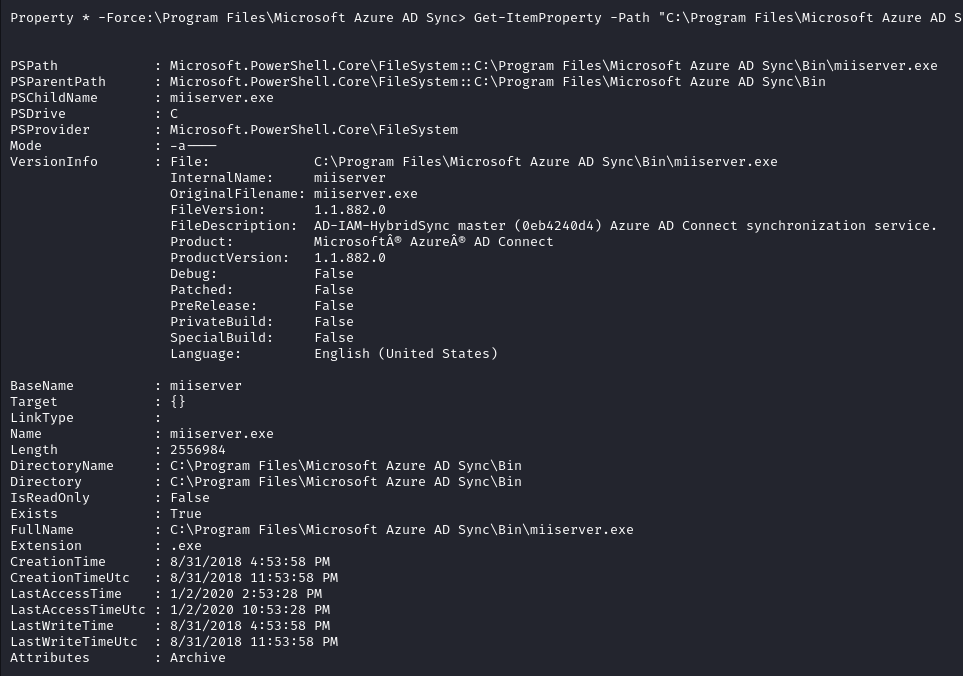 Property * -Force:\Program Files\Microsoft Azure AD Sync> Get-ItemProperty -Path "C:\Program Files\Microsoft Azure AD S
PSPath            : Microsoft.PowerShell.Core\FileSystem::C:\Program Files\Microsoft Azure AD Sync\Bin\miiserver.exe
PSParentPath      : Microsoft.PowerShell.Core\FileSystem::C:\Program Files\Microsoft Azure AD Sync\Bin
PSChildName       : miiserver.exe
PSDrive           : C
PSProvider        : Microsoft.PowerShell.Core\FileSystem
Mode              : -a----
VersionInfo       : File:             C:\Program Files\Microsoft Azure AD Sync\Bin\miiserver.exe
                    InternalName:     miiserver
                    OriginalFilename: miiserver.exe
                    FileVersion:      1.1.882.0
                    FileDescription:  AD-IAM-HybridSync master (0eb4240d4) Azure AD Connect synchronization service.
                    Product:          MicrosoftÂ® AzureÂ® AD Connect
                    ProductVersion:   1.1.882.0
                    Debug:            False
                    Patched:          False
                    PreRelease:       False
                    PrivateBuild:     False
                    SpecialBuild:     False
                    Language:         English (United States)
BaseName          : miiserver
Target            : {}
LinkType          :
Name              : miiserver.exe
Length            : 2556984
DirectoryName     : C:\Program Files\Microsoft Azure AD Sync\Bin
Directory         : C:\Program Files\Microsoft Azure AD Sync\Bin
IsReadOnly        : False
Exists            : True
FullName          : C:\Program Files\Microsoft Azure AD Sync\Bin\miiserver.exe
Extension         : .exe
CreationTime      : 8/31/2018 4:53:58 PM
CreationTimeUtc   : 8/31/2018 11:53:58 PM
LastAccessTime    : 1/2/2020 2:53:28 PM
LastAccessTimeUtc : 1/2/2020 10:53:28 PM
LastWriteTime     : 8/31/2018 4:53:58 PM
LastWriteTimeUtc  : 8/31/2018 11:53:58 PM
Attributes        : Archive